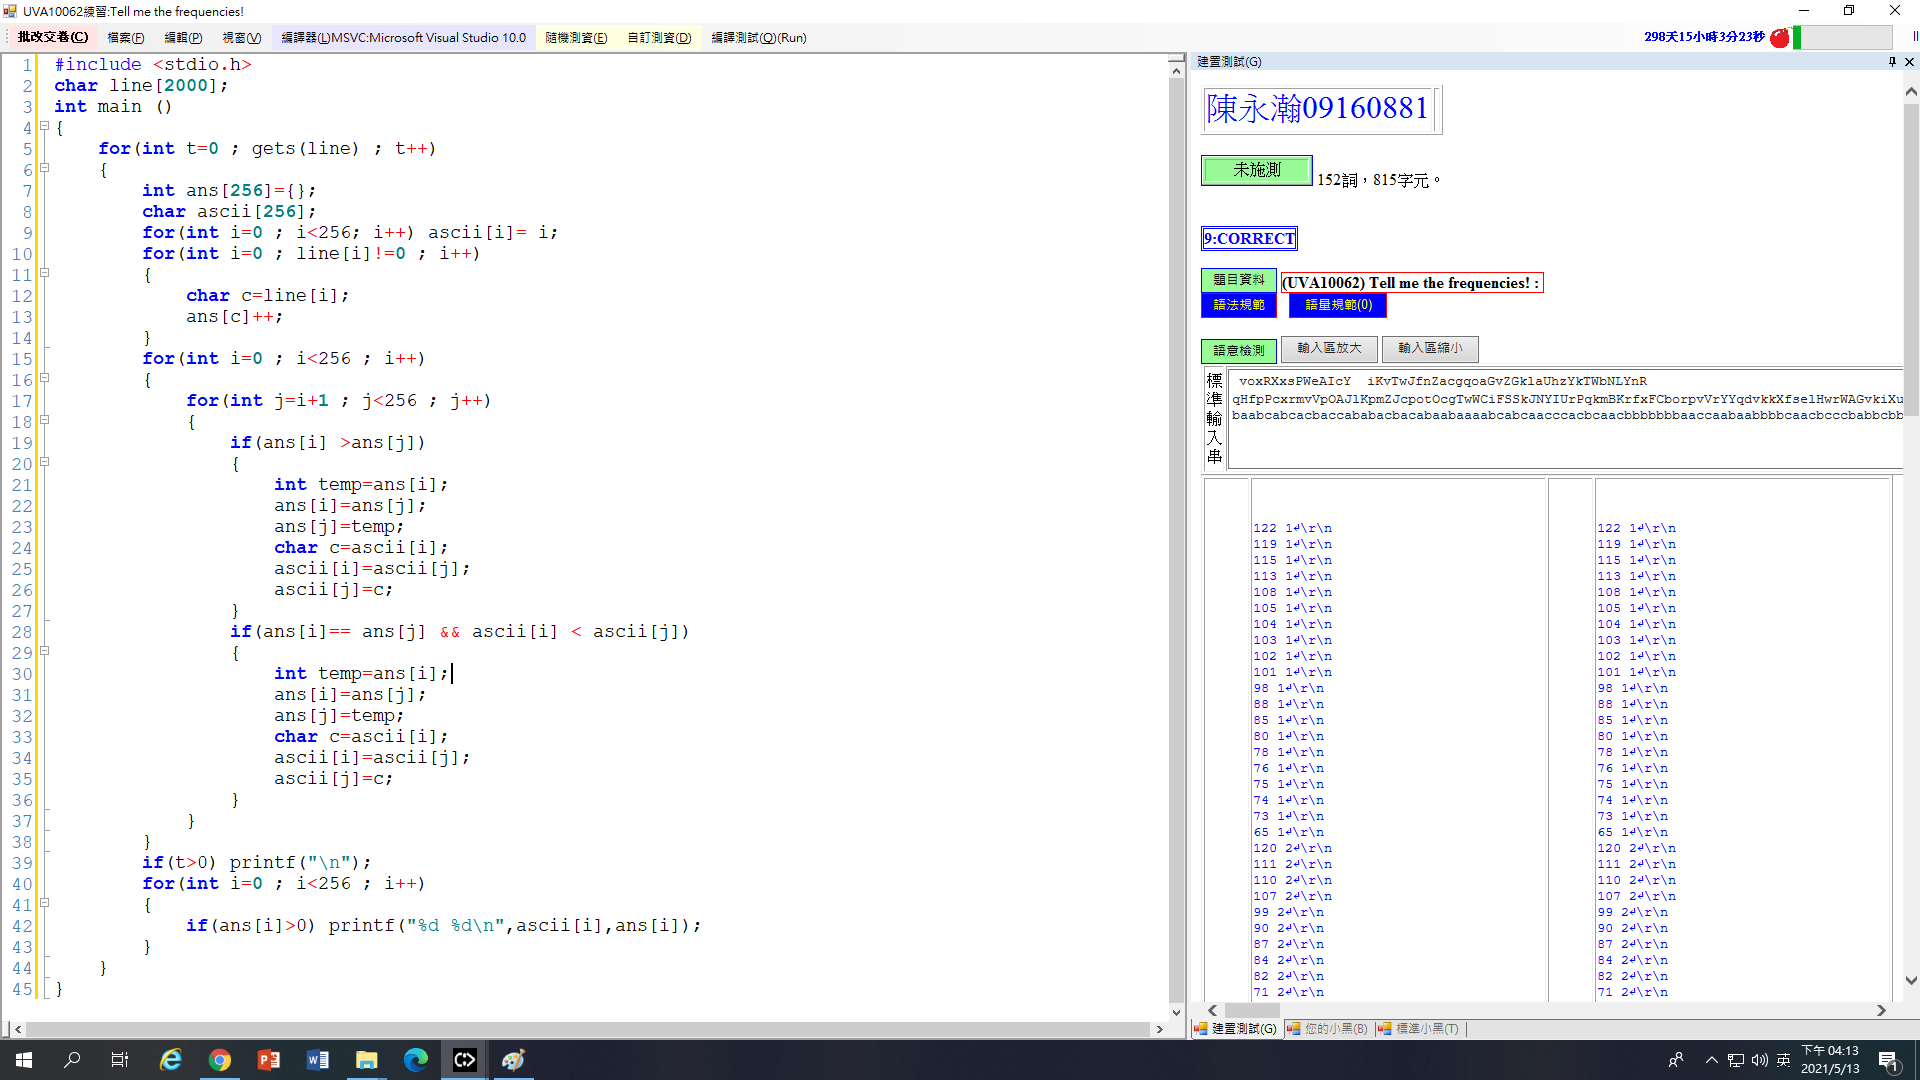 UVA10062練習:Tell me the frequencies!
批改交卷(C) 檔案(F) 編輯(P) 視窗(V) 編譯器(L)MSVC:Microsoft Visual Studio 10.0 隨機測資(E) 自訂測資(D) 編譯測試(Q)(Run) 298天15小時3分23秒
1 #include <stdio.h>
2 char line[2000];
3 int main ()
4 {
5 for(int t=0 ; gets(line) ; t++)
6 {
7 int ans[256]={};
8 char ascii[256];
9 for(int i=0 ; i<256; i++) ascii[i]= i;
10 for(int i=0 ; line[i]!=0 ; i++)
11 {
12 char c=line[i];
13 ans[c]++;
14 }
15 for(int i=0 ; i<256 ; i++)
16 {
17 for(int j=i+1 ; j<256 ; j++)
18 {
19 if(ans[i] >ans[j])
20 {
21 int temp=ans[i];
22 ans[i]=ans[j];
23 ans[j]=temp;
24 char c=ascii[i];
25 ascii[i]=ascii[j];
26 ascii[j]=c;
27 }
28 if(ans[i]== ans[j] && ascii[i] < ascii[j])
29 {
30 int temp=ans[i];
31 ans[i]=ans[j];
32 ans[j]=temp;
33 char c=ascii[i];
34 ascii[i]=ascii[j];
35 ascii[j]=c;
36 }
37 }
38 }
39 if(t>0) printf("\n");
40 for(int i=0 ; i<256 ; i++)
41 {
42 if(ans[i]>0) printf("%d %d\n",ascii[i],ans[i]);
43 }
44 }
45 }
建置測試(G)
陳永瀚09160881
未施測 152詞，815字元。
9:CORRECT
題目資料 (UVA10062) Tell me the frequencies! :
語法規範 語量規範(0)
語意檢測 輸入區放大 輸入區縮小
標準輸入串
voxRXxsPWeAIcY iKvTwJfnZacgqoaGvZGklaUhzYkTWbNLYnR
qHfpPcxrmvVpOAJlKpmZJcpotOcgTwWCiFSSkJNYIUrPqkmBKrfxFCborpvVrYYqdvkkXfselHwrWAGvkiXu
baabcabcacbaccababacbacabaabaaaabcabcaacccacbcaacbbbbbbbaaccaabaabbbbcaacbcccbabbcbb
122 1↲\r\n 122 1↲\r\n
119 1↲\r\n 119 1↲\r\n
115 1↲\r\n 115 1↲\r\n
113 1↲\r\n 113 1↲\r\n
108 1↲\r\n 108 1↲\r\n
105 1↲\r\n 105 1↲\r\n
104 1↲\r\n 104 1↲\r\n
103 1↲\r\n 103 1↲\r\n
102 1↲\r\n 102 1↲\r\n
101 1↲\r\n 101 1↲\r\n
98 1↲\r\n 98 1↲\r\n
88 1↲\r\n 88 1↲\r\n
85 1↲\r\n 85 1↲\r\n
80 1↲\r\n 80 1↲\r\n
78 1↲\r\n 78 1↲\r\n
76 1↲\r\n 76 1↲\r\n
75 1↲\r\n 75 1↲\r\n
74 1↲\r\n 74 1↲\r\n
73 1↲\r\n 73 1↲\r\n
65 1↲\r\n 65 1↲\r\n
120 2↲\r\n 120 2↲\r\n
111 2↲\r\n 111 2↲\r\n
110 2↲\r\n 110 2↲\r\n
107 2↲\r\n 107 2↲\r\n
99 2↲\r\n 99 2↲\r\n
90 2↲\r\n 90 2↲\r\n
87 2↲\r\n 87 2↲\r\n
84 2↲\r\n 84 2↲\r\n
82 2↲\r\n 82 2↲\r\n
71 2↲\r\n 71 2↲\r\n
建置測試(G) 您的小黑(B) 標準小黑(T)
英 下午 04:13
2021/5/13 1